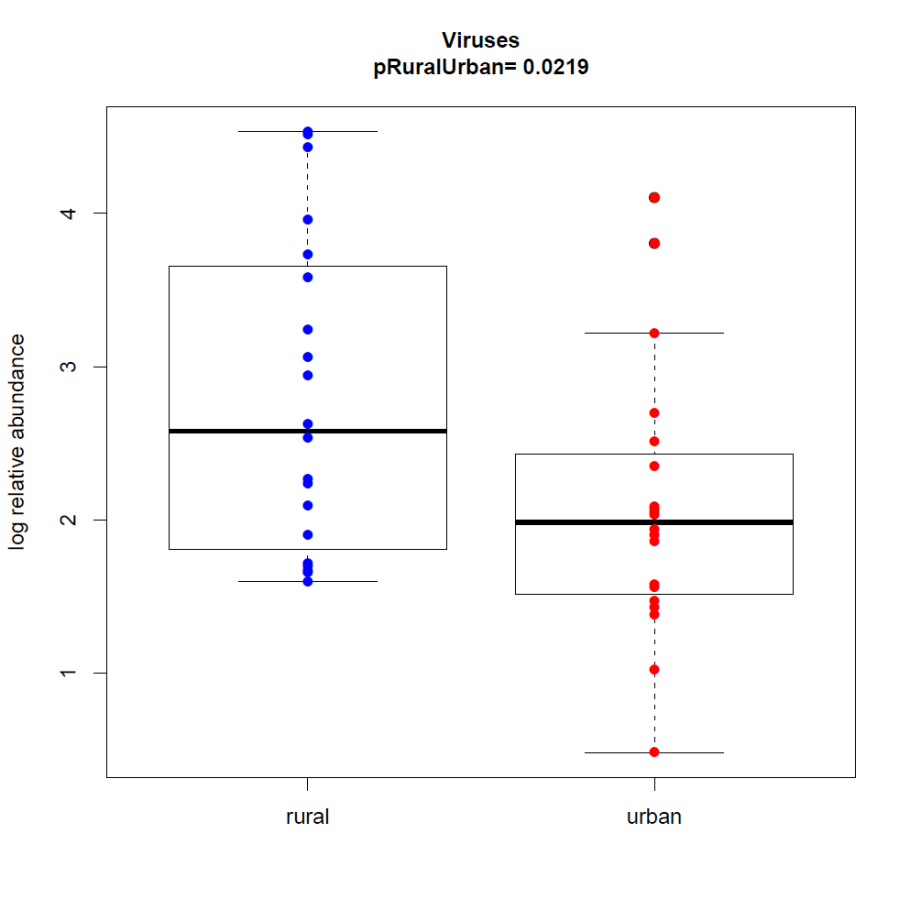 Viruses
pRuralUrban= 0.0219
log relative abundance
4
3
2
1
rural
urban